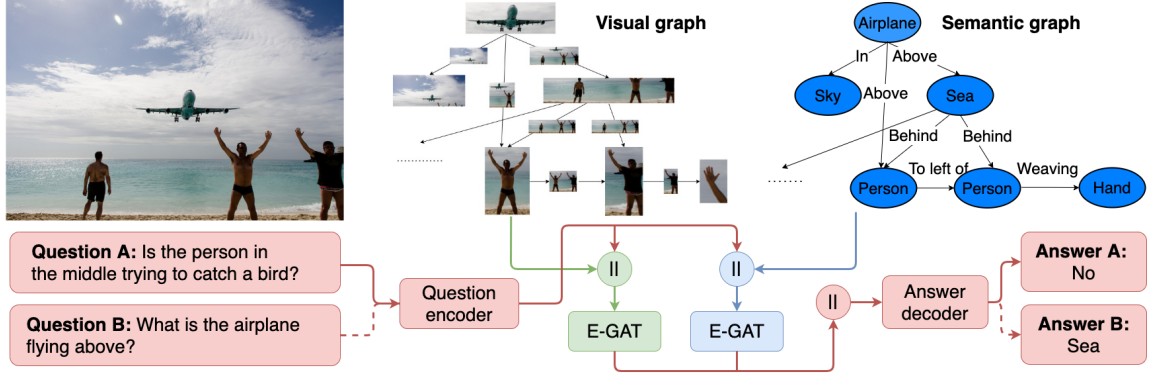 Visual graph
Semantic graph
Airplane
In
Above
Sky
Above
Sea
Behind
Behind
To left of
Weaving
Person
Person
Hand
............
.......
Question A: Is the person in
the middle trying to catch a bird?
Question B: What is the airplane
flying above?
Question
encoder
||
||
E-GAT
E-GAT
||
Answer
decoder
Answer A:
No
Answer B:
Sea